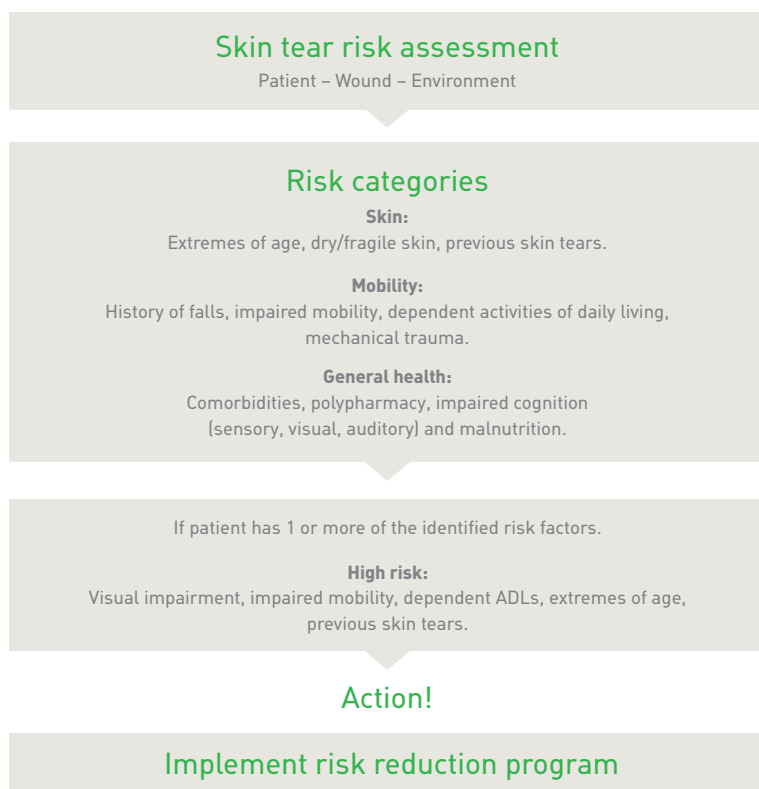 Skin tear risk assessment
Patient – Wound – Environment
Risk categories
Skin:
Extremes of age, dry/fragile skin, previous skin tears.
Mobility:
History of falls, impaired mobility, dependent activities of daily living,
mechanical trauma.
General health:
Comorbidities, polypharmacy, impaired cognition
(sensory, visual, auditory) and malnutrition.
If patient has 1 or more of the identified risk factors.
High risk:
Visual impairment, impaired mobility, dependent ADLs, extremes of age,
previous skin tears.
Action!
Implement risk reduction program